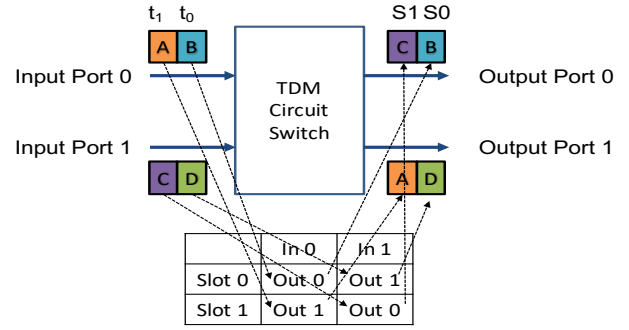 t₁ t₀ S1 S0
A B C B
Input Port 0 Output Port 0
TDM
Circuit
Switch
Input Port 1 Output Port 1
C D A D
In 0 In 1
Slot 0 Out 0 Out 1
Slot 1 Out 1 Out 0